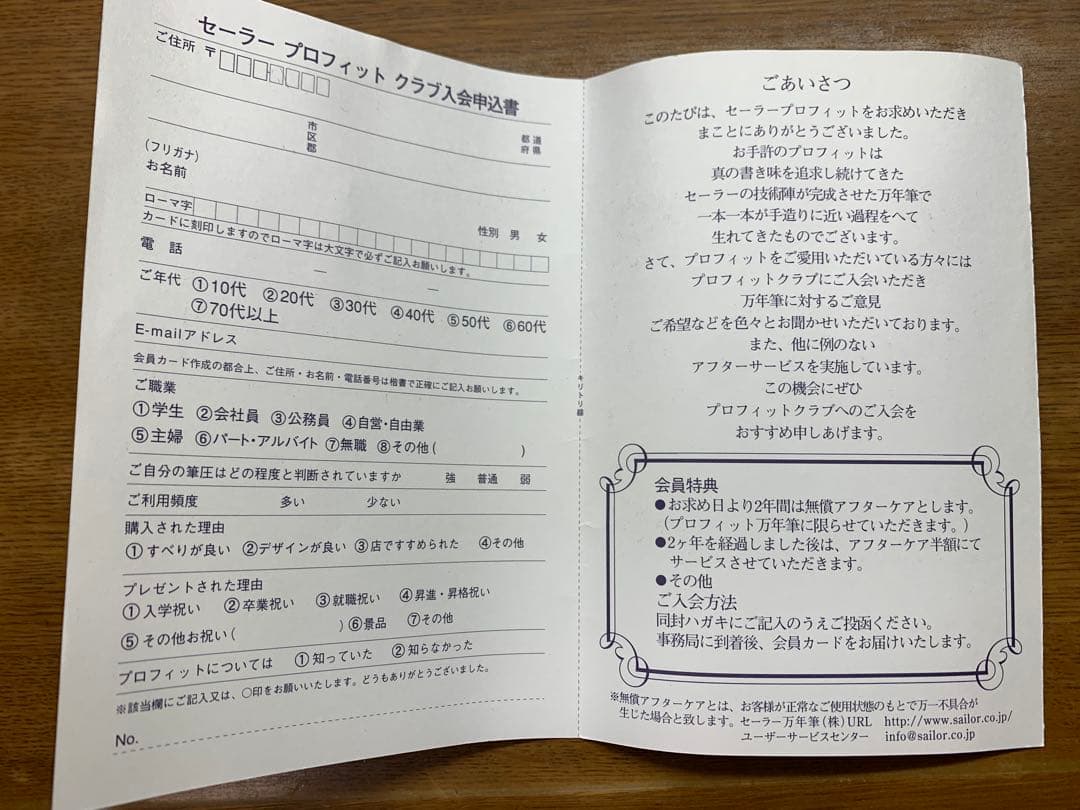 セーラー プロフィット クラブ入会申込書
ご住所 〒
都道
府県
市
区
郡
(フリガナ)
お名前
性別 男 女
ローマ字
カードに刻印しますのでローマ字は大文字で必ずご記入お願いします。
電話 — —
ご年代 ①10代 ②20代 ③30代 ④40代 ⑤50代 ⑥60代
⑦70代以上
E-mailアドレス
会員カード作成の都合上、ご住所・お名前・電話番号は楷書で正確にご記入お願いします。
ご職業
①学生 ②会社員 ③公務員 ④自営・自由業
⑤主婦 ⑥パート・アルバイト ⑦無職 ⑧その他( )
ご自分の筆圧はどの程度と判断されていますか 強 普通 弱
ご利用頻度 多い 少ない
購入された理由
①すべりが良い ②デザインが良い ③店ですすめられた ④その他
プレゼントされた理由
①入学祝い ②卒業祝い ③就職祝い ④昇進・昇格祝い
⑤その他お祝い( ) ⑥景品 ⑦その他
プロフィットについては ①知っていた ②知らなかった
※該当欄にご記入又は、○印をお願いいたします。どうもありがとうございました。
No.
キリトリ線
ごあいさつ
このたびは、セーラープロフィットをお求めいただき
まことにありがとうございました。
お手許のプロフィットは
真の書き味を追求し続けてきた
セーラーの技術陣が完成させた万年筆で
一本一本が手造りに近い過程をへて
生れてきたものでございます。
さて、プロフィットをご愛用いただいている方々には
プロフィットクラブにご入会いただき
万年筆に対するご意見
ご希望などを色々とお聞かせいただいております。
また、他に例のない
アフターサービスを実施しています。
この機会にぜひ
プロフィットクラブへのご入会を
おすすめ申しあげます。
会員特典
●お求め日より2年間は無償アフターケアとします。
(プロフィット万年筆に限らせていただきます。)
●2ヶ年を経過しました後は、アフターケア半額にて
サービスさせていただきます。
●その他
ご入会方法
同封ハガキにご記入のうえご投函ください。
事務局に到着後、会員カードをお届けいたします。
※無償アフターケアとは、お客様が正常なご使用状態のもとで万一不具合が
生じた場合と致します。セーラー万年筆(株)URL http://www.sailor.co.jp/
ユーザーサービスセンター info@sailor.co.jp